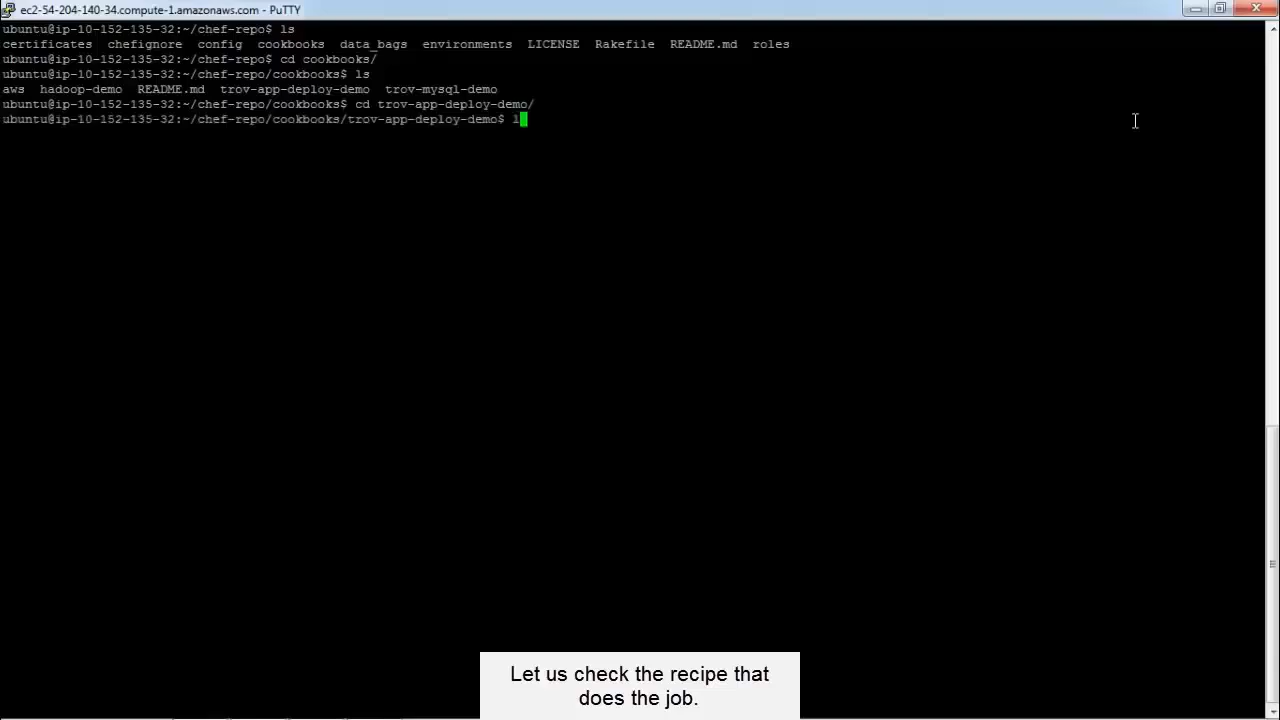 ec2-54-204-140-34.compute-1.amazonaws.com - PuTTY
ubuntu@ip-10-152-135-32:~/chef-repo$ ls
certificates chefignore config cookbooks data_bags environments LICENSE Rakefile README.md roles
ubuntu@ip-10-152-135-32:~/chef-repo$ cd cookbooks/
ubuntu@ip-10-152-135-32:~/chef-repo/cookbooks$ ls
aws hadoop-demo README.md trov-app-deploy-demo trov-mysql-demo
ubuntu@ip-10-152-135-32:~/chef-repo/cookbooks$ cd trov-app-deploy-demo/
ubuntu@ip-10-152-135-32:~/chef-repo/cookbooks/trov-app-deploy-demo$ l
Let us check the recipe that
does the job.